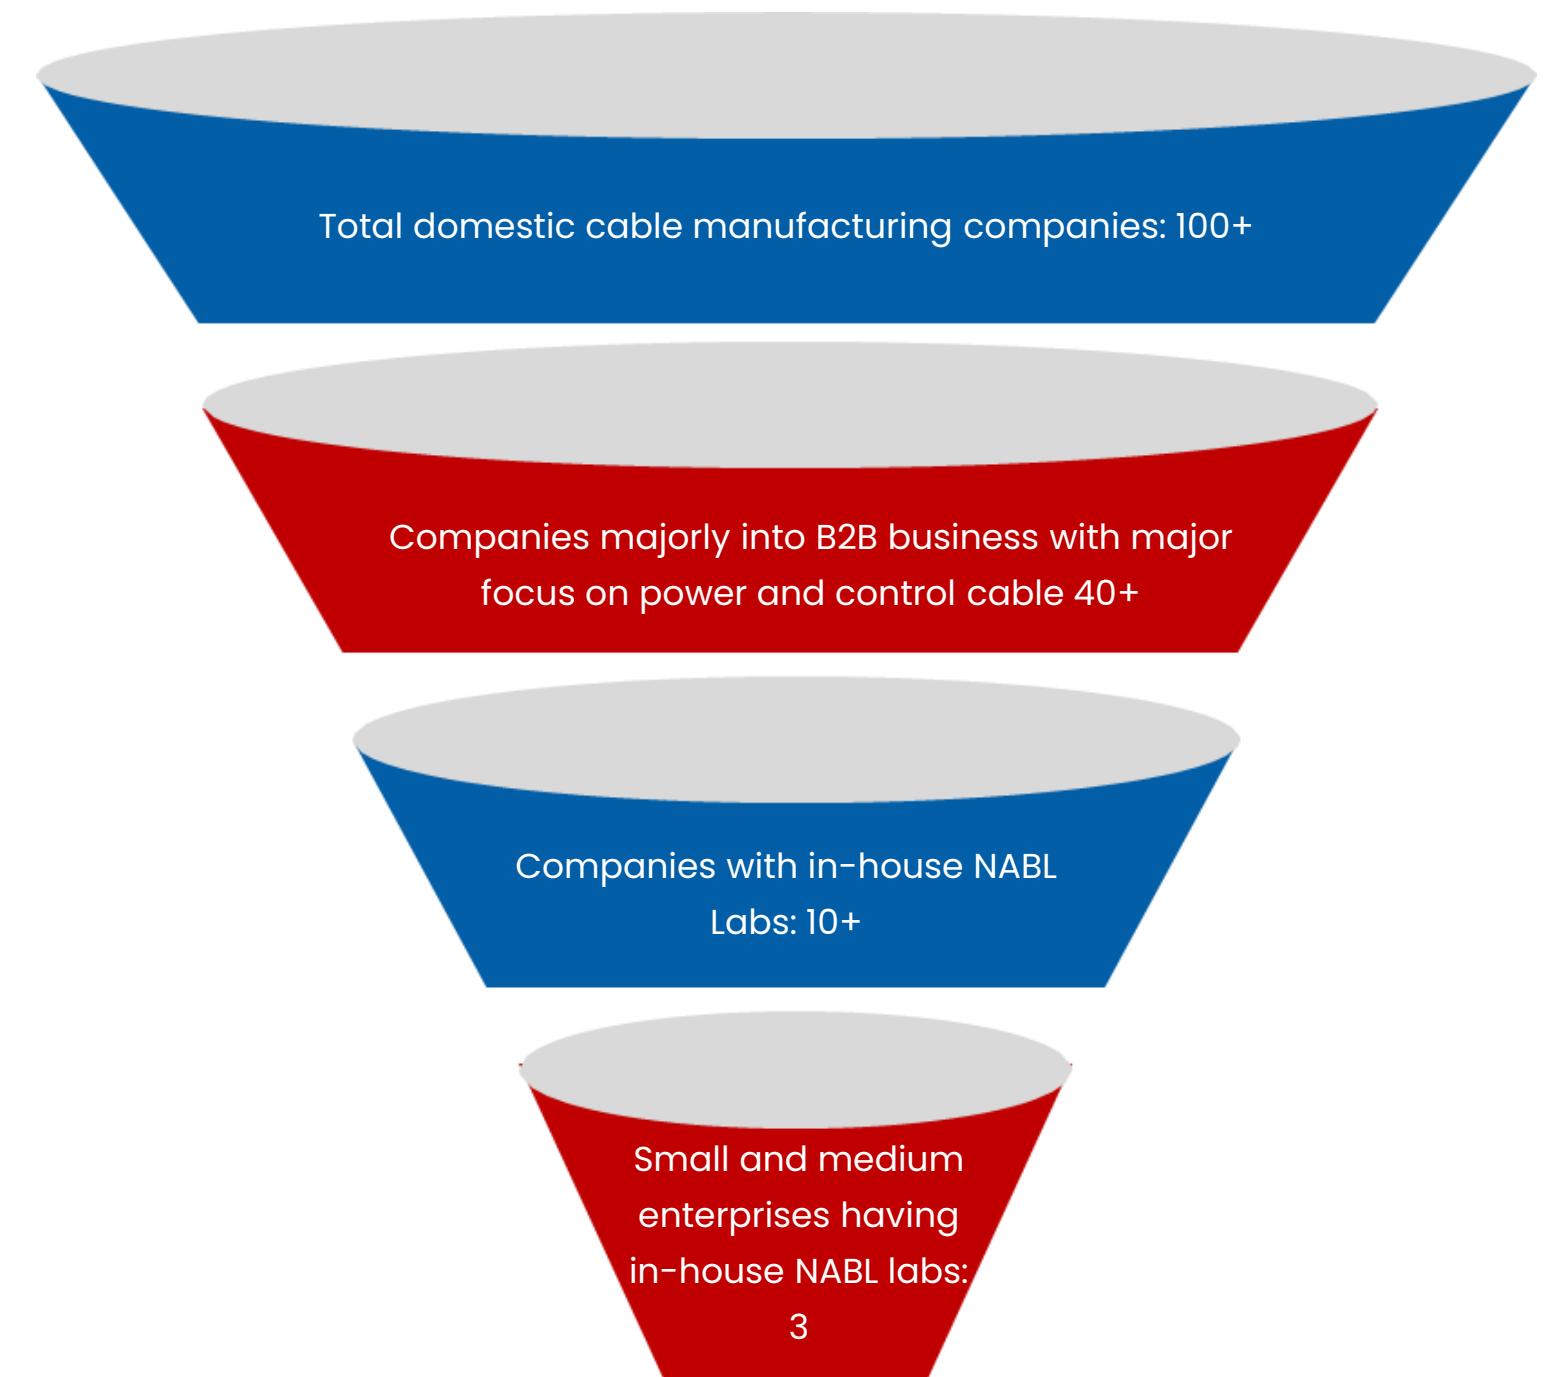 Total domestic cable manufacturing companies: 100+
Companies majorly into B2B business with major
focus on power and control cable 40+
Companies with in-house NABL
Labs: 10+
Small and medium
enterprises having
in-house NABL labs:
3